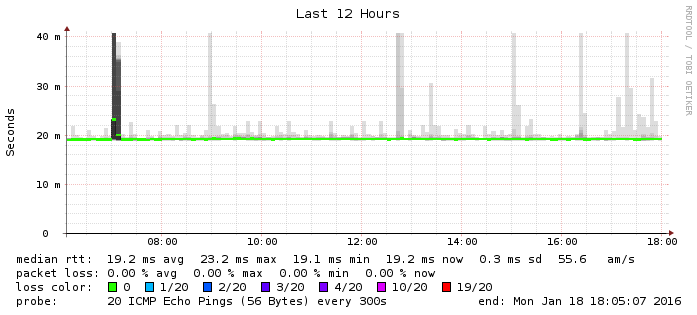 Last 12 Hours
RRDTOOL / TOBI OETIKER
Seconds
40 m
30 m
20 m
10 m
0
08:00 10:00 12:00 14:00 16:00 18:00
median rtt: 19.2 ms avg 23.2 ms max 19.1 ms min 19.2 ms now 0.3 ms sd 55.6 am/s
packet loss: 0.00 % avg 0.00 % max 0.00 % min 0.00 % now
loss color: 0 1/20 2/20 3/20 4/20 10/20 19/20
probe: 20 ICMP Echo Pings (56 Bytes) every 300s end: Mon Jan 18 18:05:07 2016